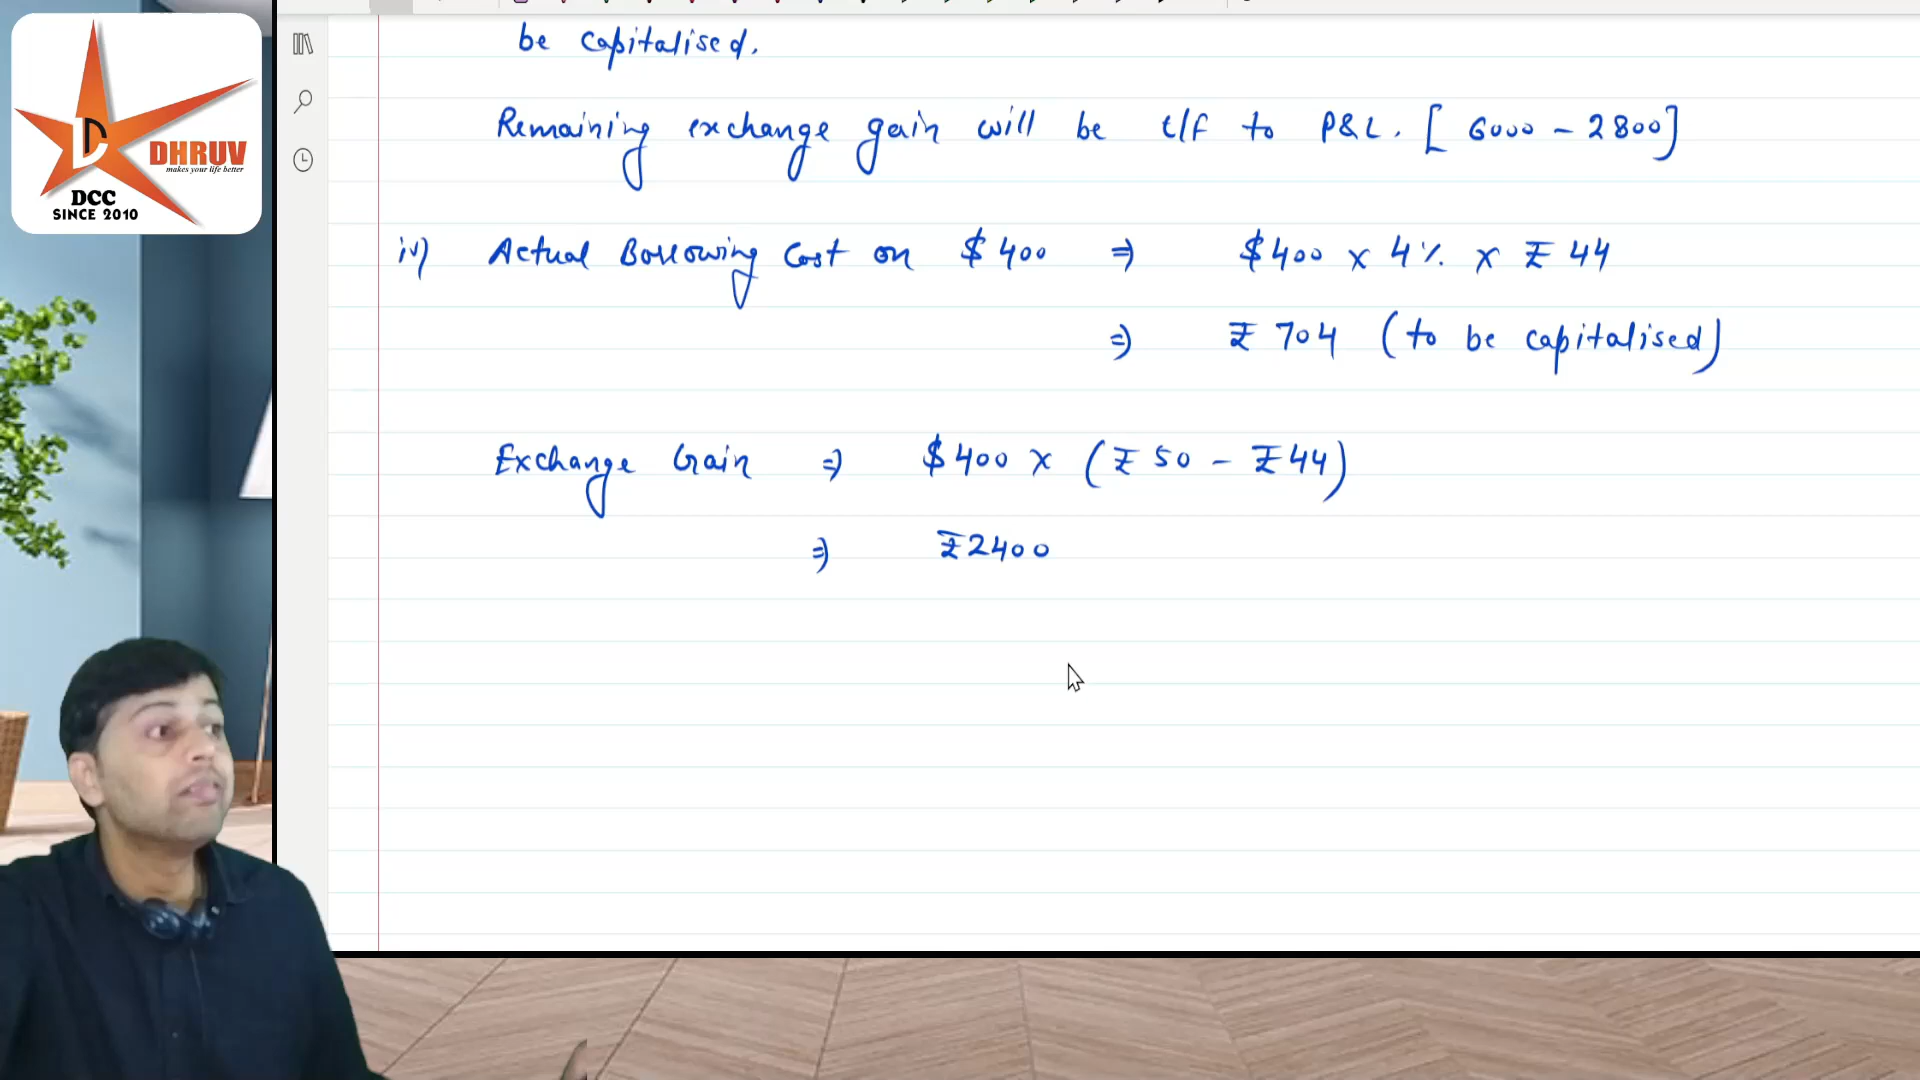 DC
DHRUV
makes your life better
DCC
SINCE 2010
be capitalised.
Remaining exchange gain will be t/f to P&L. [6000 - 2800]
iv) Actual Borrowing Cost on $400 ⇒ $400 x 4% x ₹44
⇒ ₹704 (to be capitalised)
Exchange Gain ⇒ $400 x (₹50 - ₹44)
⇒ ₹2400